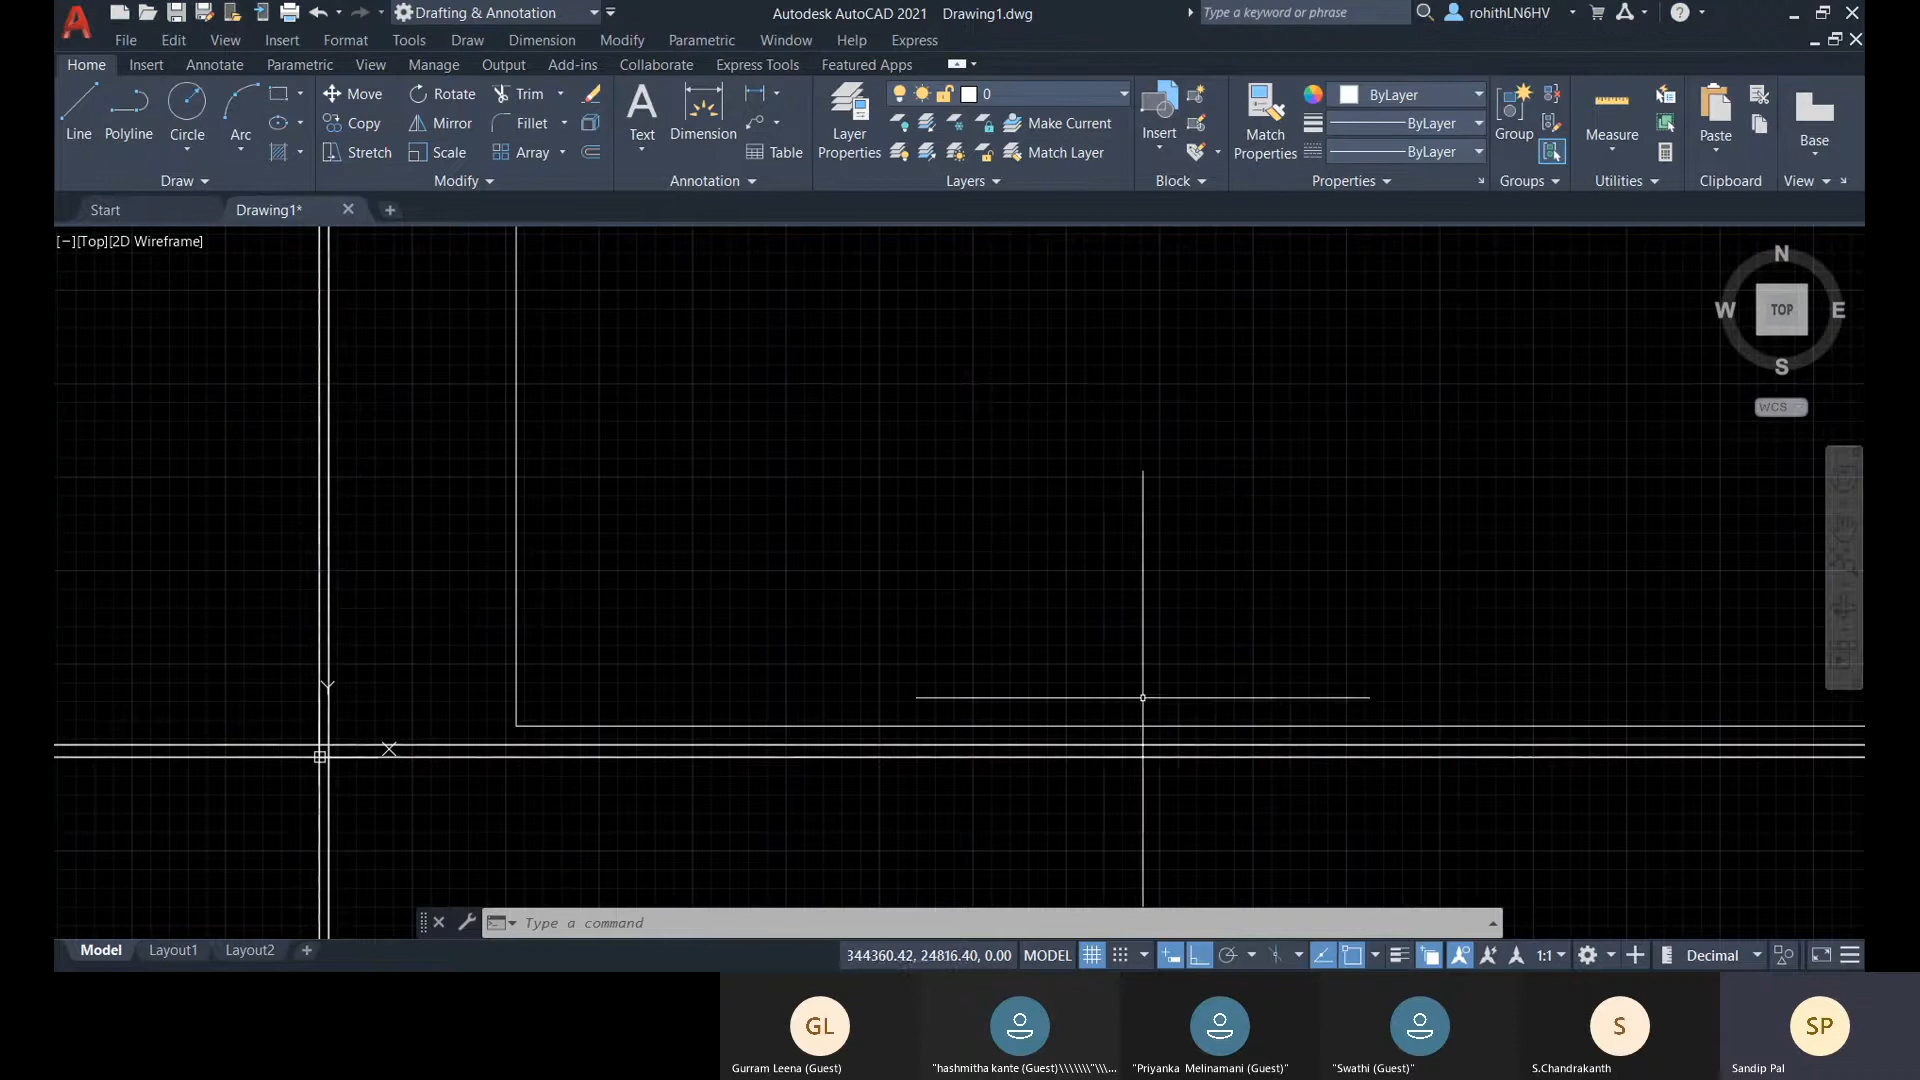 Drafting & Annotation
Autodesk AutoCAD 2021 Drawing1.dwg
Type a keyword or phrase
rohithLN6HV
File Edit View Insert Format Tools Draw Dimension Modify Parametric Window Help Express
Home Insert Annotate Parametric View Manage Output Add-ins Collaborate Express Tools Featured Apps
Line Polyline Circle Arc
Move Rotate Trim
Copy Mirror Fillet
Stretch Scale Array
Text Dimension Table
Layer Properties
0
Make Current
Match Layer
Insert
Match Properties
ByLayer
ByLayer
ByLayer
Group
Measure
Paste
Base
Draw Modify Annotation Layers Block Properties Groups Utilities Clipboard View
Start Drawing1*
[−][Top][2D Wireframe]
N
W TOP E
S
WCS
Y
X
Type a command
Model Layout1 Layout2
344360.42, 24816.40, 0.00 MODEL 1:1 Decimal
GL S SP
Gurram Leena (Guest) "hashmitha kante (Guest)\\\\\\\"\\... "Priyanka Melinamani (Guest)" "Swathi (Guest)" S.Chandrakanth Sandip Pal